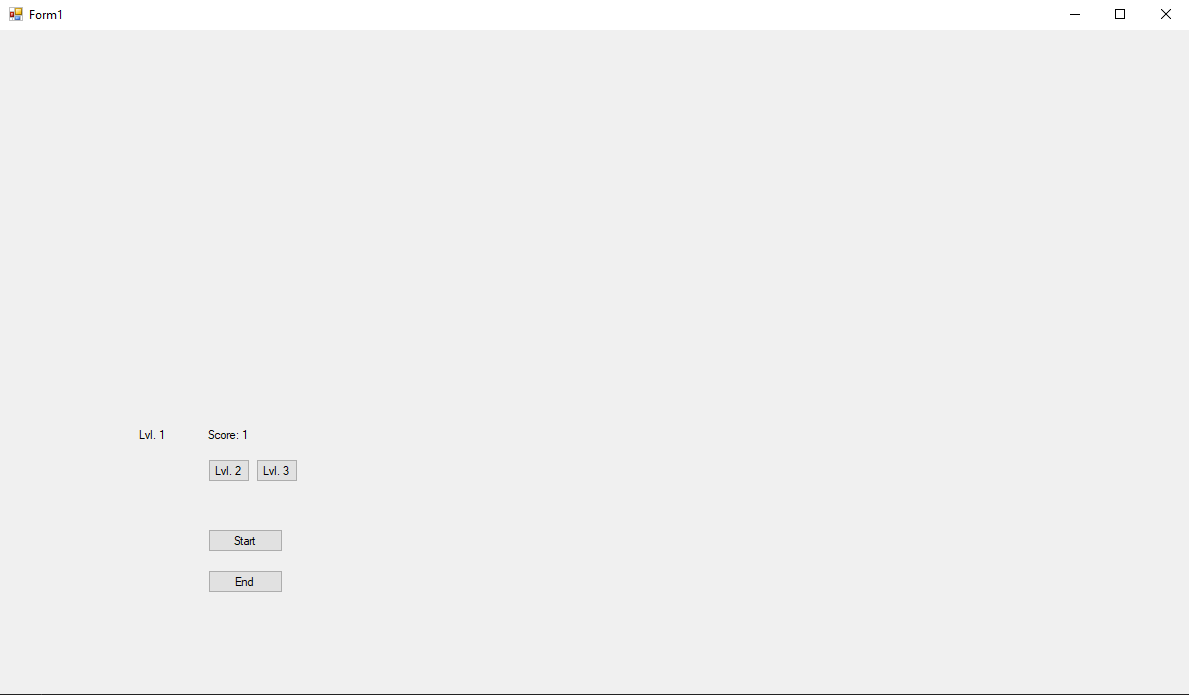 Form1
Lvl. 1 Score: 1
Lvl. 2 Lvl. 3
Start
End